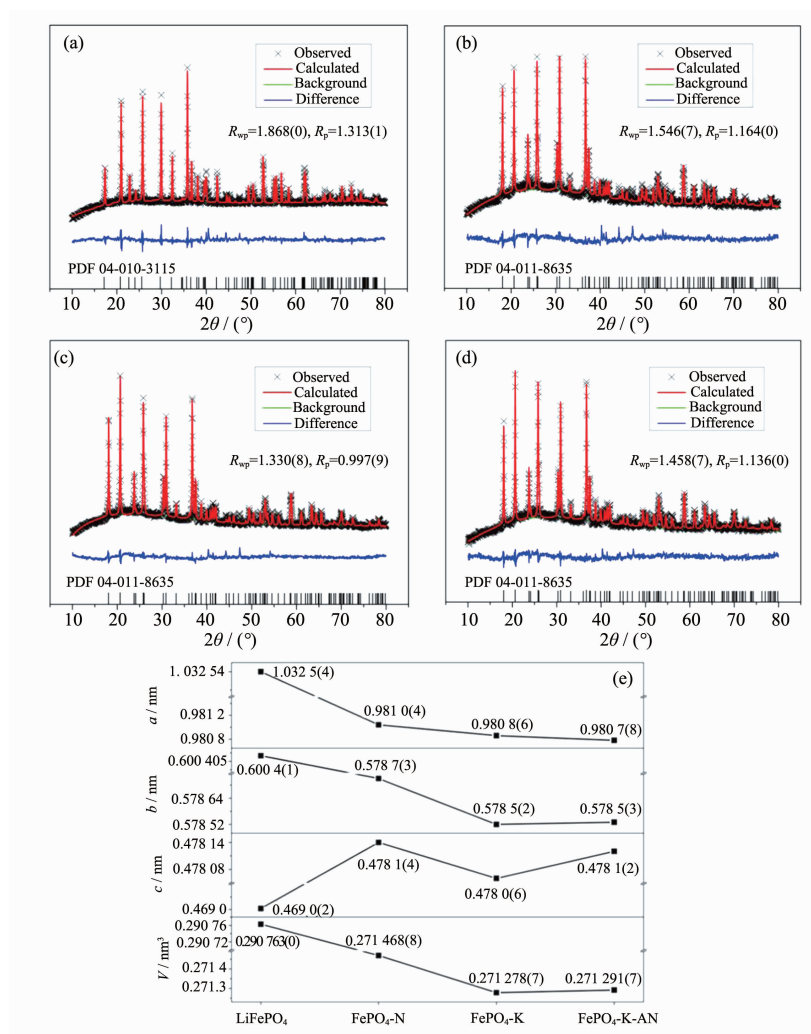 (a)
Observed
Calculated
Background
Difference
Rwp=1.868(0), Rp=1.313(1)
PDF 04-010-3115
10 20 30 40 50 60 70 80
2θ / (°)
(b)
Observed
Calculated
Background
Difference
Rwp=1.546(7), Rp=1.164(0)
PDF 04-011-8635
10 20 30 40 50 60 70 80
2θ / (°)
(c)
Observed
Calculated
Background
Difference
Rwp=1.330(8), Rp=0.997(9)
PDF 04-011-8635
10 20 30 40 50 60 70 80
2θ / (°)
(d)
Observed
Calculated
Background
Difference
Rwp=1.458(7), Rp=1.136(0)
PDF 04-011-8635
10 20 30 40 50 60 70 80
2θ / (°)
(e)
a / nm
1. 032 54
0.981 2
0.980 8
1.032 5(4)
0.981 0(4)
0.980 8(6)
0.980 7(8)
b / nm
0.600 405
0.578 64
0.578 52
0.600 4(1)
0.578 7(3)
0.578 5(2)
0.578 5(3)
c / nm
0.478 14
0.478 08
0.469 0
0.469 0(2)
0.478 1(4)
0.478 0(6)
0.478 1(2)
V / nm³
0.290 76
0.290 72
0.271 4
0.271.3
0.290 763(0)
0.271 468(8)
0.271 278(7)
0.271 291(7)
LiFePO₄ FePO₄-N FePO₄-K FePO₄-K-AN